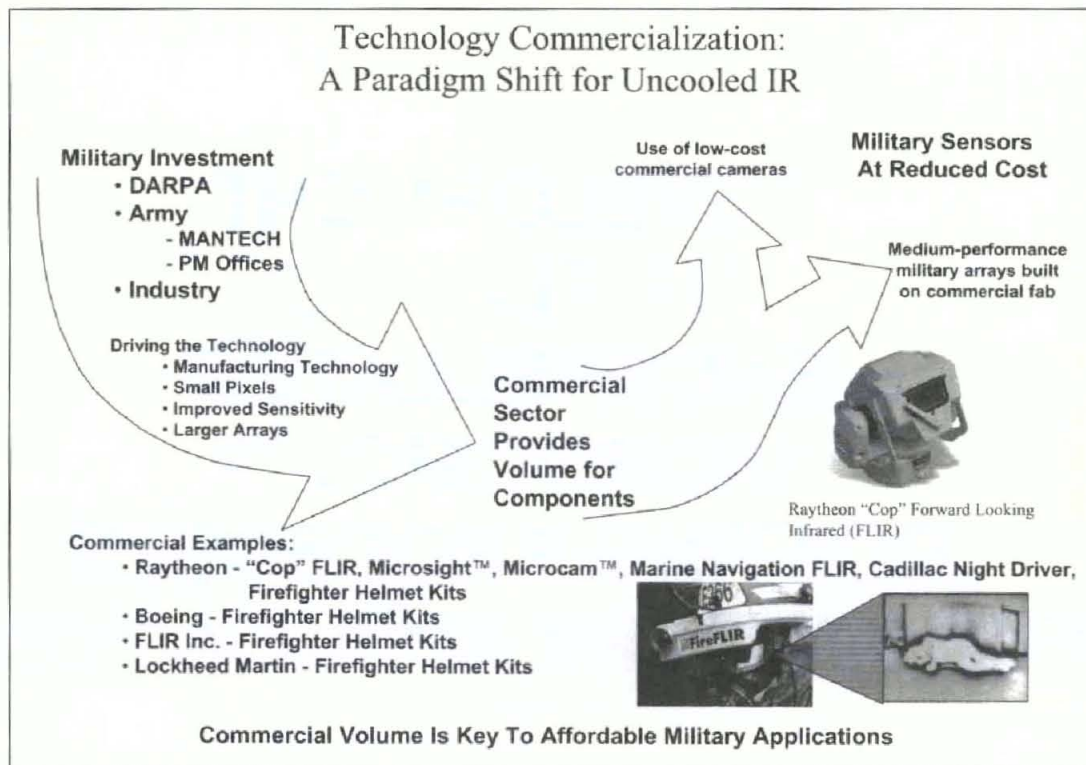 Technology Commercialization:
A Paradigm Shift for Uncooled IR
Military Investment
• DARPA
• Army
- MANTECH
- PM Offices
• Industry
Driving the Technology
• Manufacturing Technology
• Small Pixels
• Improved Sensitivity
• Larger Arrays
Commercial
Sector
Provides
Volume for
Components
Use of low-cost
commercial cameras
Military Sensors
At Reduced Cost
Medium-performance
military arrays built
on commercial fab
Raytheon “Cop” Forward Looking
Infrared (FLIR)
Commercial Examples:
• Raytheon - “Cop” FLIR, Microsight™, Microcam™, Marine Navigation FLIR, Cadillac Night Driver,
Firefighter Helmet Kits
• Boeing - Firefighter Helmet Kits
• FLIR Inc. - Firefighter Helmet Kits
• Lockheed Martin - Firefighter Helmet Kits
FireFLIR
Commercial Volume Is Key To Affordable Military Applications